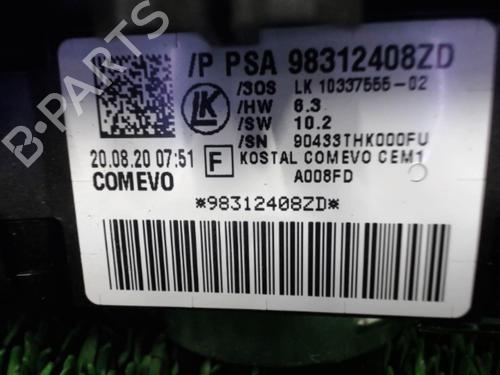 /P PSA 98312408ZD
/SOS LK 10337555-02
LK
/HW 6.3
/SW 10.2
/SN 90433THK000FU
20.08.20 07:51 F KOSTAL COMEVO CEM1
COMEVO A008FD
*98312408ZD*